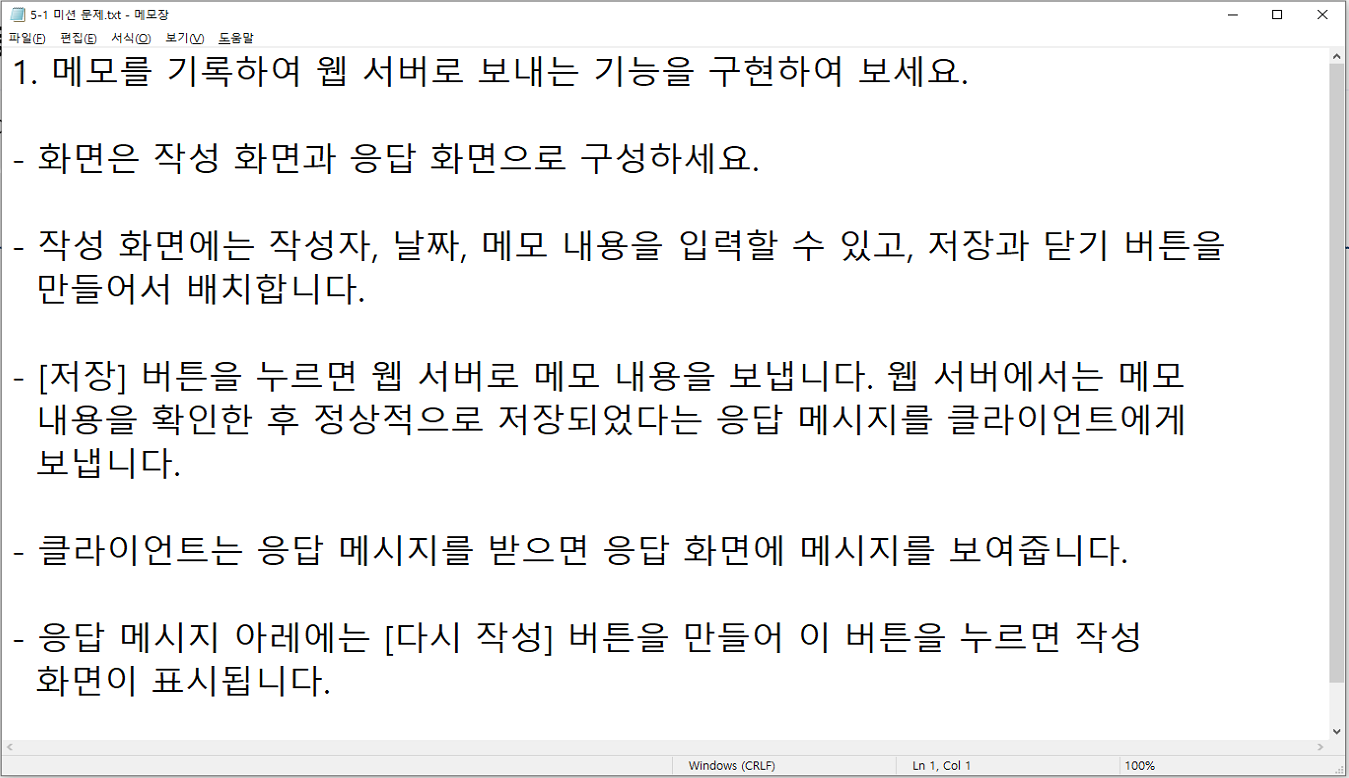 5-1 미션 문제.txt - 메모장
파일(F) 편집(E) 서식(O) 보기(V) 도움말
1. 메모를 기록하여 웹 서버로 보내는 기능을 구현하여 보세요.
- 화면은 작성 화면과 응답 화면으로 구성하세요.
- 작성 화면에는 작성자, 날짜, 메모 내용을 입력할 수 있고, 저장과 닫기 버튼을
만들어서 배치합니다.
- [저장] 버튼을 누르면 웹 서버로 메모 내용을 보냅니다. 웹 서버에서는 메모
내용을 확인한 후 정상적으로 저장되었다는 응답 메시지를 클라이언트에게
보냅니다.
- 클라이언트는 응답 메시지를 받으면 응답 화면에 메시지를 보여줍니다.
- 응답 메시지 아레에는 [다시 작성] 버튼을 만들어 이 버튼을 누르면 작성
화면이 표시됩니다.
Windows (CRLF) Ln 1, Col 1 100%